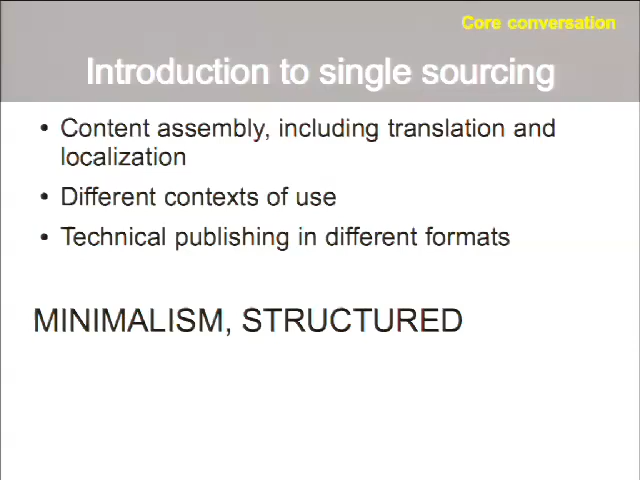 Core conversation
Introduction to single sourcing
• Content assembly, including translation and
localization
• Different contexts of use
• Technical publishing in different formats
MINIMALISM, STRUCTURED